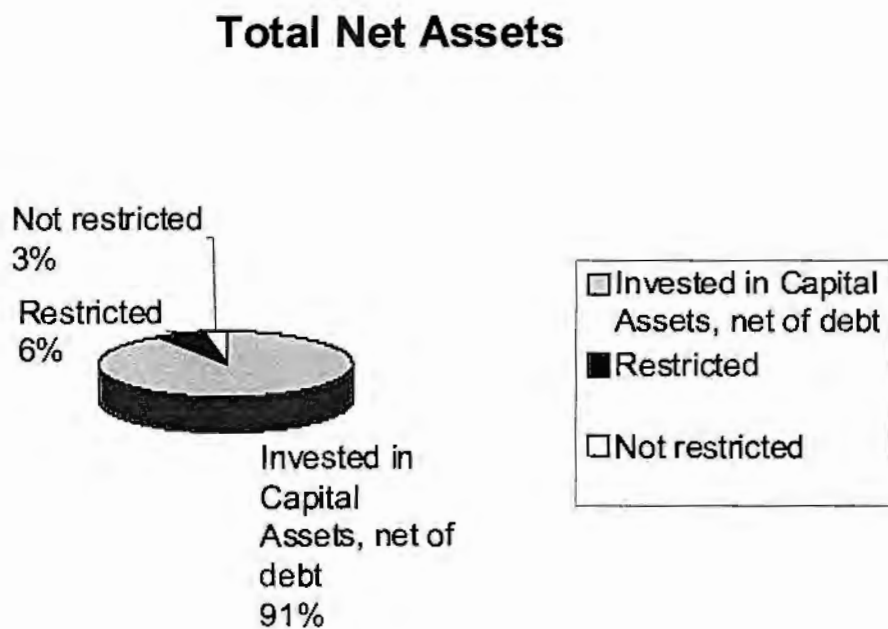 Total Net Assets
Not restricted
3%
Restricted
6%
Invested in
Capital
Assets, net of
debt
91%
Invested in Capital
Assets, net of debt
Restricted
Not restricted